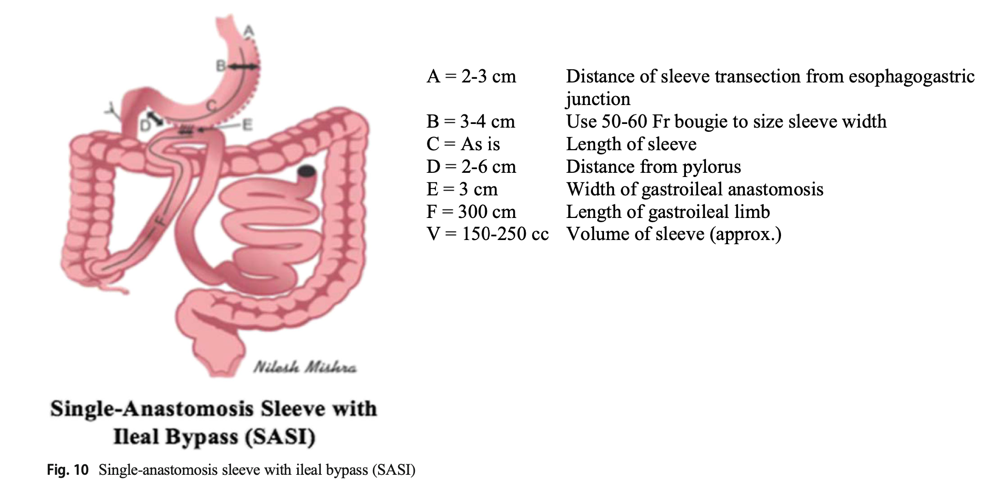 A
B
C
D
E
F
Nilesh Mishra
Single-Anastomosis Sleeve with
Ileal Bypass (SASI)
A = 2-3 cm Distance of sleeve transection from esophagogastric
junction
B = 3-4 cm Use 50-60 Fr bougie to size sleeve width
C = As is Length of sleeve
D = 2-6 cm Distance from pylorus
E = 3 cm Width of gastroileal anastomosis
F = 300 cm Length of gastroileal limb
V = 150-250 cc Volume of sleeve (approx.)
Fig. 10 Single-anastomosis sleeve with ileal bypass (SASI)